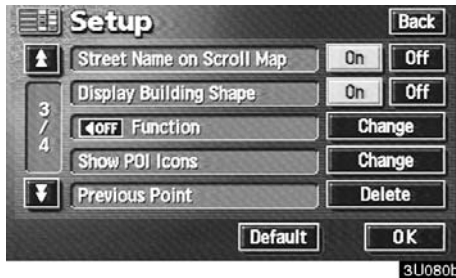 Setup Back
Street Name on Scroll Map On Off
Display Building Shape On Off
3/4
◀OFF Function Change
Show POI Icons Change
Previous Point Delete
Default OK
3U080b